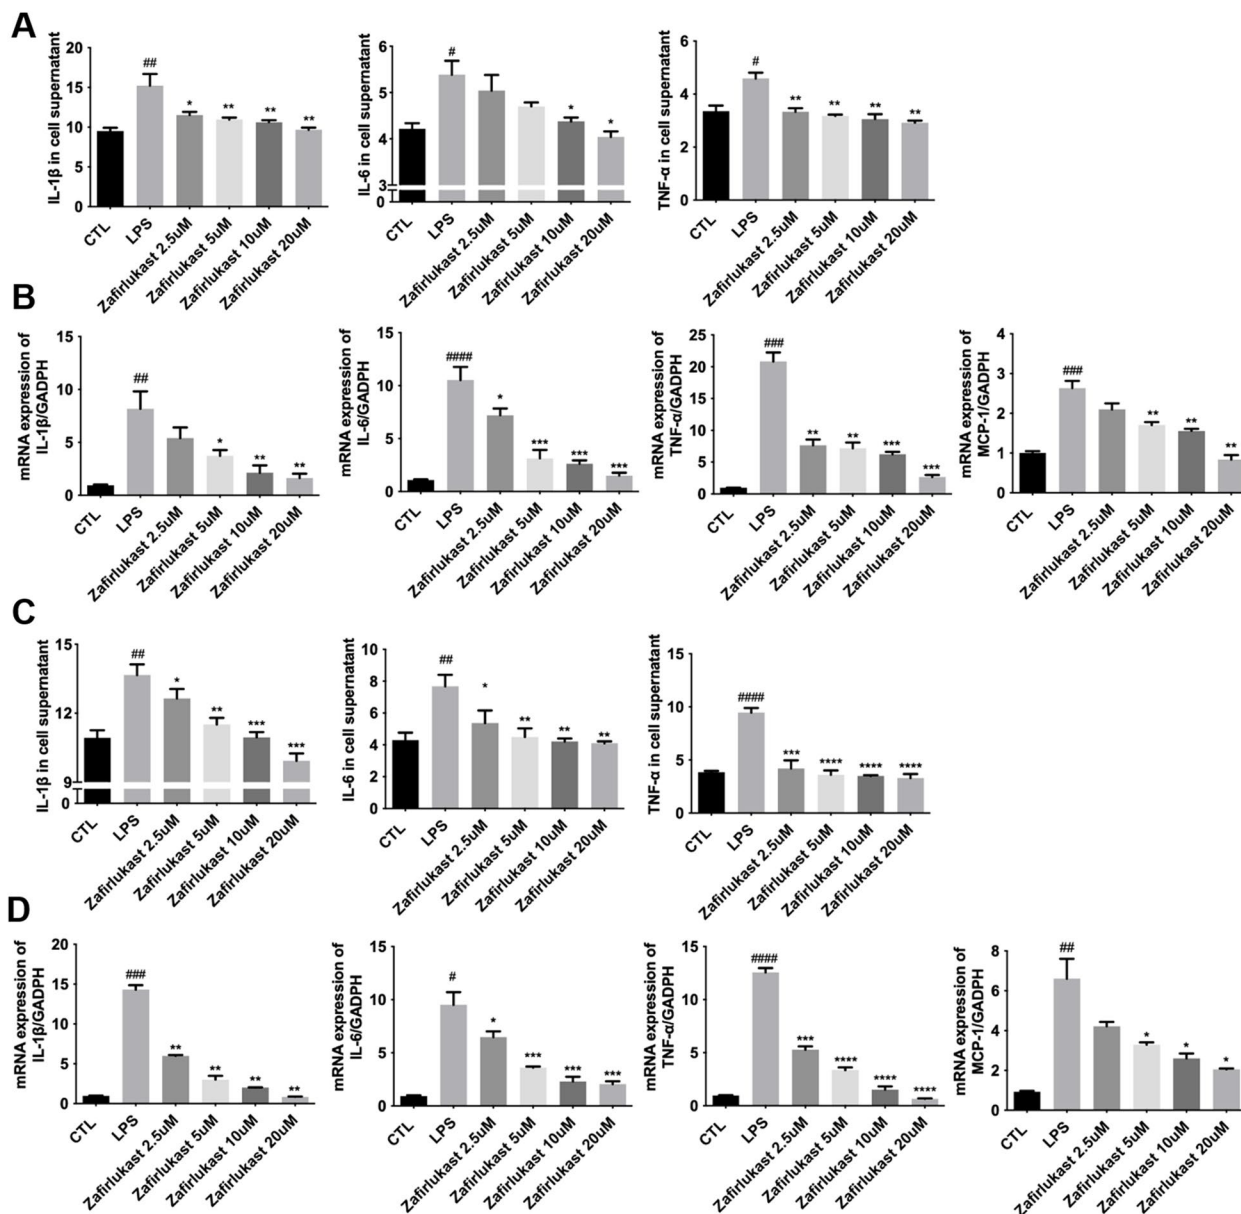 A
IL-1β in cell supernatant
20
15
10
5
0
##
*
**
**
**
CTL
LPS
Zafirlukast 2.5uM
Zafirlukast 5uM
Zafirlukast 10uM
Zafirlukast 20uM
IL-6 in cell supernatant
6
5
4
3
0
#
*
*
CTL
LPS
Zafirlukast 2.5uM
Zafirlukast 5uM
Zafirlukast 10uM
Zafirlukast 20uM
TNF-α in cell supernatant
6
4
2
0
#
**
**
**
**
CTL
LPS
Zafirlukast 2.5uM
Zafirlukast 5uM
Zafirlukast 10uM
Zafirlukast 20uM
B
mRNA expression of
IL-1β/GADPH
15
10
5
0
##
*
**
**
CTL
LPS
Zafirlukast 2.5uM
Zafirlukast 5uM
Zafirlukast 10uM
Zafirlukast 20uM
mRNA expression of
IL-6/GADPH
15
10
5
0
####
*
***
***
***
CTL
LPS
Zafirlukast 2.5uM
Zafirlukast 5uM
Zafirlukast 10uM
Zafirlukast 20uM
mRNA expression of
TNF-α/GADPH
25
20
15
10
5
0
###
**
**
***
***
CTL
LPS
Zafirlukast 2.5uM
Zafirlukast 5uM
Zafirlukast 10uM
Zafirlukast 20uM
mRNA expression of
MCP-1/GADPH
4
3
2
1
0
###
**
**
**
CTL
LPS
Zafirlukast 2.5uM
Zafirlukast 5uM
Zafirlukast 10uM
Zafirlukast 20uM
C
IL-1β in cell supernatant
15
12
11
9
0
##
*
**
***
***
CTL
LPS
Zafirlukast 2.5uM
Zafirlukast 5uM
Zafirlukast 10uM
Zafirlukast 20uM
IL-6 in cell supernatant
10
8
6
4
2
0
##
*
**
**
**
CTL
LPS
Zafirlukast 2.5uM
Zafirlukast 5uM
Zafirlukast 10uM
Zafirlukast 20uM
TNF-α in cell supernatant
15
10
5
0
####
***
****
****
****
CTL
LPS
Zafirlukast 2.5uM
Zafirlukast 5uM
Zafirlukast 10uM
Zafirlukast 20uM
D
mRNA expression of
IL-1β/GADPH
20
15
10
5
0
###
**
**
**
**
CTL
LPS
Zafirlukast 2.5uM
Zafirlukast 5uM
Zafirlukast 10uM
Zafirlukast 20uM
mRNA expression of
IL-6/GADPH
15
10
5
0
#
*
***
***
***
CTL
LPS
Zafirlukast 2.5uM
Zafirlukast 5uM
Zafirlukast 10uM
Zafirlukast 20uM
mRNA expression of
TNF-α/GADPH
15
10
5
0
####
***
****
****
****
CTL
LPS
Zafirlukast 2.5uM
Zafirlukast 5uM
Zafirlukast 10uM
Zafirlukast 20uM
mRNA expression of
MCP-1/GADPH
8
6
4
2
0
##
*
*
*
CTL
LPS
Zafirlukast 2.5uM
Zafirlukast 5uM
Zafirlukast 10uM
Zafirlukast 20uM